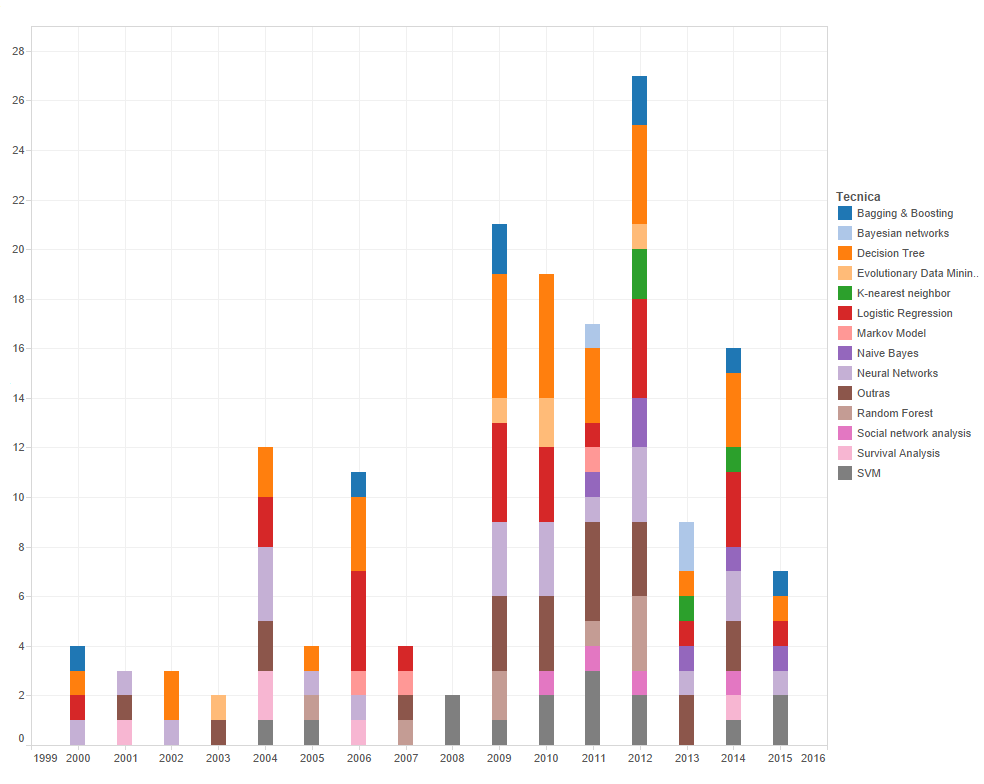 28
26
24
22
20
18
16
14
12
10
8
6
4
2
0
1999 2000 2001 2002 2003 2004 2005 2006 2007 2008 2009 2010 2011 2012 2013 2014 2015 2016
Tecnica
Bagging & Boosting
Bayesian networks
Decision Tree
Evolutionary Data Minin..
K-nearest neighbor
Logistic Regression
Markov Model
Naive Bayes
Neural Networks
Outras
Random Forest
Social network analysis
Survival Analysis
SVM